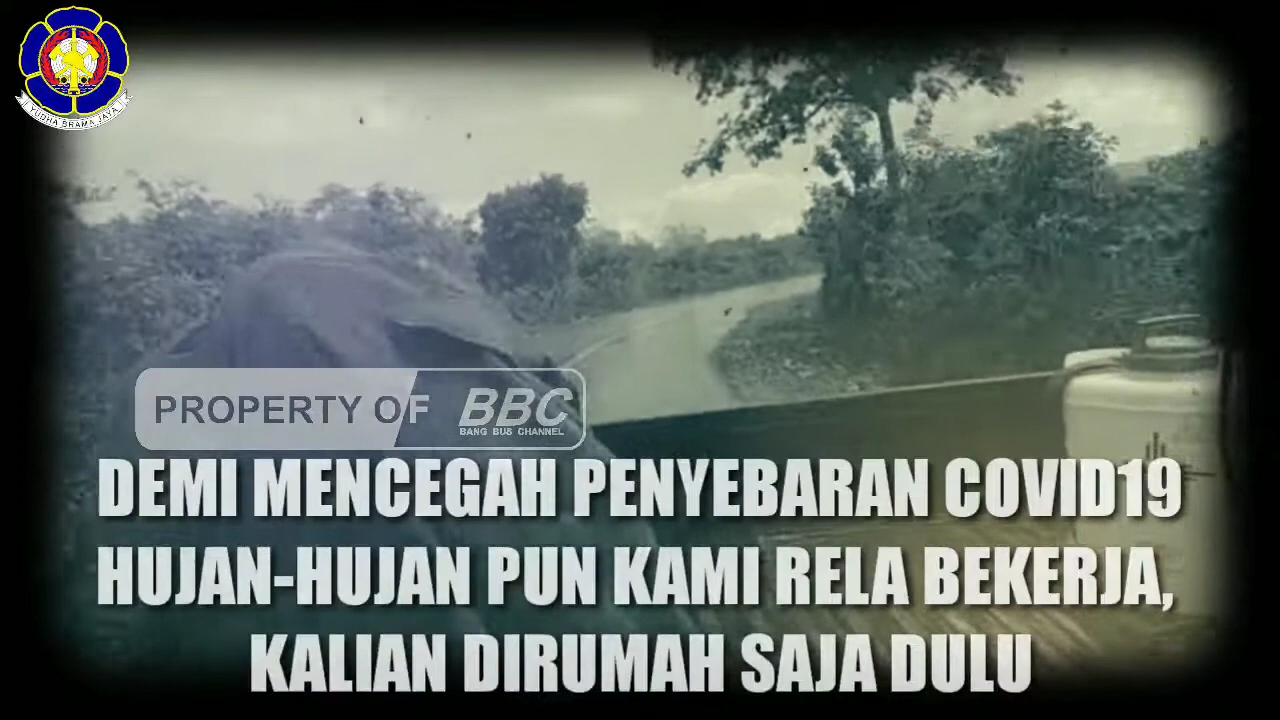 YUDHA BRAMA JAYA
PROPERTY OF BBC
BANG BUS CHANNEL
DEMI MENCEGAH PENYEBARAN COVID19
HUJAN-HUJAN PUN KAMI RELA BEKERJA,
KALIAN DIRUMAH SAJA DULU